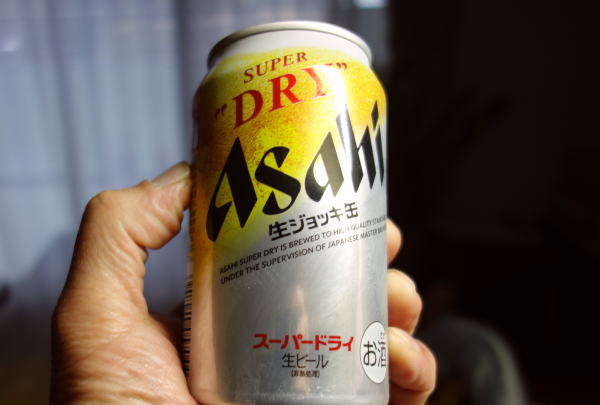 SUPER
"DRY"
Asahi
生ジョッキ缶
ASAHI SUPER DRY IS BREWED TO HIGH QUALITY
UNDER THE SUPERVISION OF JAPANESE MASTER
スーパードライ
生ビール
(非熱処理)
お酒